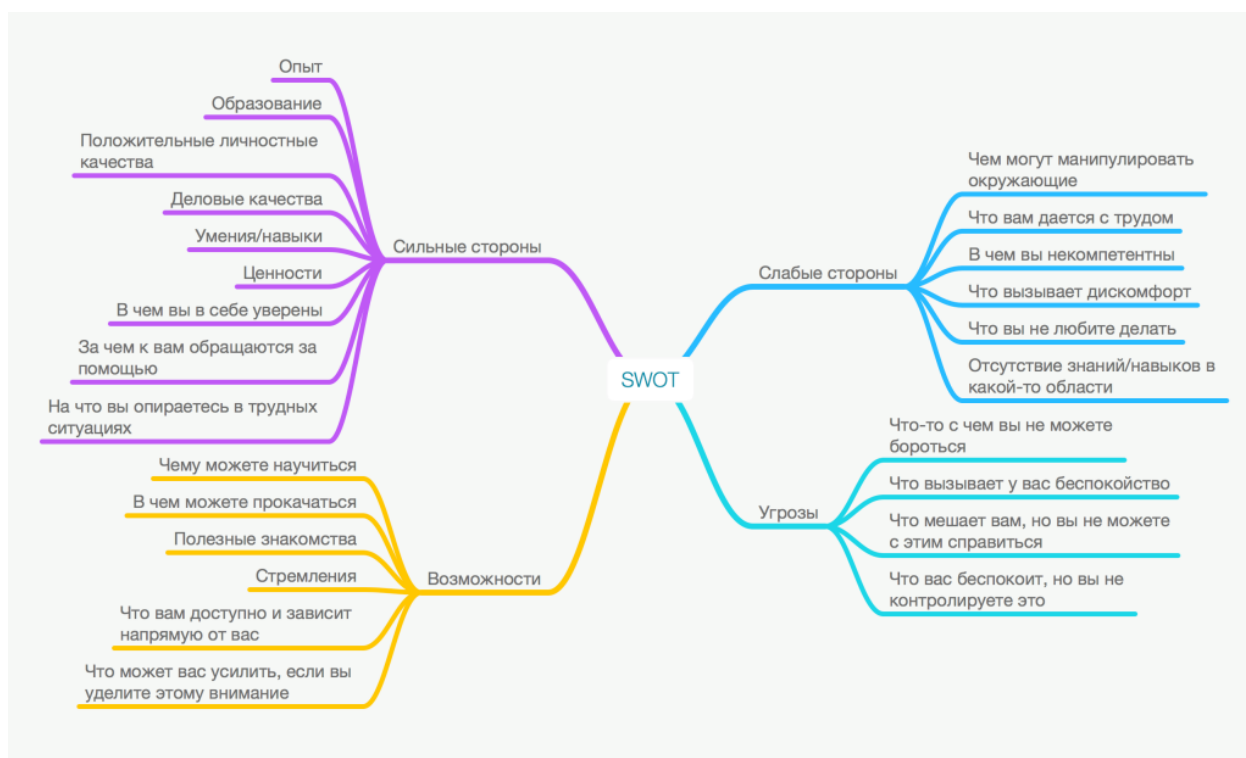 Опыт
Образование
Положительные личностные
качества
Деловые качества
Умения/навыки
Ценности
В чем вы в себе уверены
За чем к вам обращаются за
помощью
На что вы опираетесь в трудных
ситуациях
Сильные стороны
Чему можете научиться
В чем можете прокачаться
Полезные знакомства
Стремления
Что вам доступно и зависит
напрямую от вас
Что может вас усилить, если вы
уделите этому внимание
Возможности
SWOT
Слабые стороны
Чем могут манипулировать
окружающие
Что вам дается с трудом
В чем вы некомпетентны
Что вызывает дискомфорт
Что вы не любите делать
Отсутствие знаний/навыков в
какой-то области
Угрозы
Что-то с чем вы не можете
бороться
Что вызывает у вас беспокойство
Что мешает вам, но вы не можете
с этим справиться
Что вас беспокоит, но вы не
контролируете это